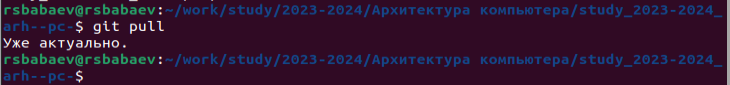 rsbabaev@rsbabaev:~/work/study/2023-2024/Архитектура компьютера/study_2023-2024_
arh--pc-$ git pull
Уже актуально.
rsbabaev@rsbabaev:~/work/study/2023-2024/Архитектура компьютера/study_2023-2024_
arh--pc-$